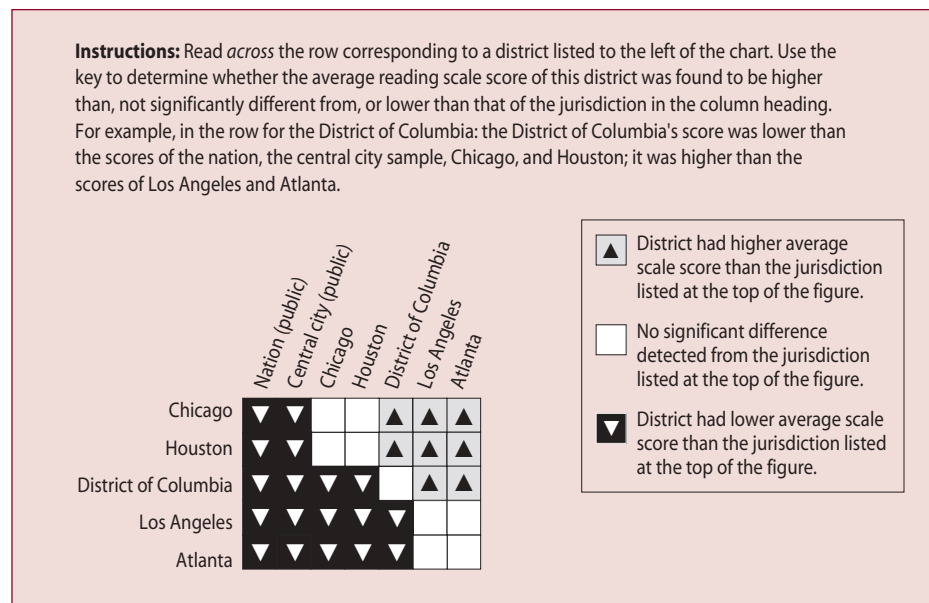 Instructions: Read across the row corresponding to a district listed to the left of the chart. Use the
key to determine whether the average reading scale score of this district was found to be higher
than, not significantly different from, or lower than that of the jurisdiction in the column heading.
For example, in the row for the District of Columbia: the District of Columbia's score was lower than
the scores of the nation, the central city sample, Chicago, and Houston; it was higher than the
scores of Los Angeles and Atlanta.
Nation (public)
Central city (public)
Chicago
Houston
District of Columbia
Los Angeles
Atlanta
Chicago
Houston
District of Columbia
Los Angeles
Atlanta
District had higher average
scale score than the jurisdiction
listed at the top of the figure.
No significant difference
detected from the jurisdiction
listed at the top of the figure.
District had lower average scale
score than the jurisdiction listed
at the top of the figure.